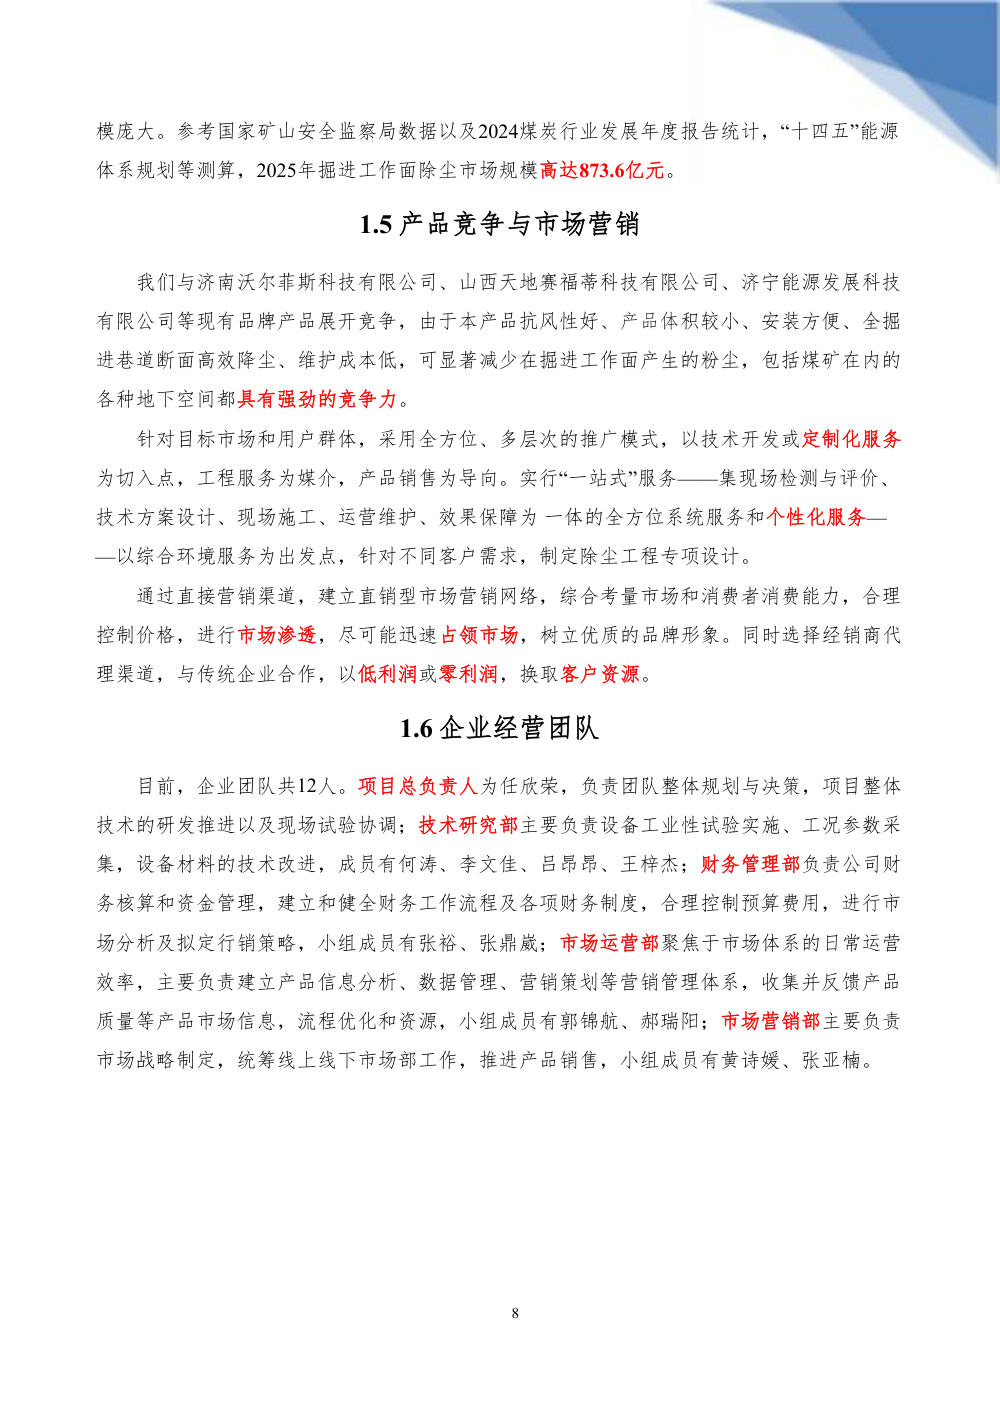 模庞大。参考国家矿山安全监察局数据以及2024煤炭行业发展年度报告统计，“十四五”能源
体系规划等测算，2025年掘进工作面除尘市场规模高达873.6亿元。
1.5 产品竞争与市场营销
我们与济南沃尔菲斯科技有限公司、山西天地赛福蒂科技有限公司、济宁能源发展科技
有限公司等现有品牌产品展开竞争，由于本产品抗风性好、产品体积较小、安装方便、全掘
进巷道断面高效降尘、维护成本低，可显著减少在掘进工作面产生的粉尘，包括煤矿在内的
各种地下空间都具有强劲的竞争力。
针对目标市场和用户群体，采用全方位、多层次的推广模式，以技术开发或定制化服务
为切入点，工程服务为媒介，产品销售为导向。实行“一站式”服务——集现场检测与评价、
技术方案设计、现场施工、运营维护、效果保障为 一体的全方位系统服务和个性化服务—
—以综合环境服务为出发点，针对不同客户需求，制定除尘工程专项设计。
通过直接营销渠道，建立直销型市场营销网络，综合考量市场和消费者消费能力，合理
控制价格，进行市场渗透，尽可能迅速占领市场，树立优质的品牌形象。同时选择经销商代
理渠道，与传统企业合作，以低利润或零利润，换取客户资源。
1.6 企业经营团队
目前，企业团队共12人。项目总负责人为任欣荣，负责团队整体规划与决策，项目整体
技术的研发推进以及现场试验协调；技术研究部主要负责设备工业性试验实施、工况参数采
集，设备材料的技术改进，成员有何涛、李文佳、吕昂昂、王梓杰；财务管理部负责公司财
务核算和资金管理，建立和健全财务工作流程及各项财务制度，合理控制预算费用，进行市
场分析及拟定行销策略，小组成员有张裕、张鼎崴；市场运营部聚焦于市场体系的日常运营
效率，主要负责建立产品信息分析、数据管理、营销策划等营销管理体系，收集并反馈产品
质量等产品市场信息，流程优化和资源，小组成员有郭锦航、郝瑞阳；市场营销部主要负责
市场战略制定，统筹线上线下市场部工作，推进产品销售，小组成员有黄诗媛、张亚楠。
8